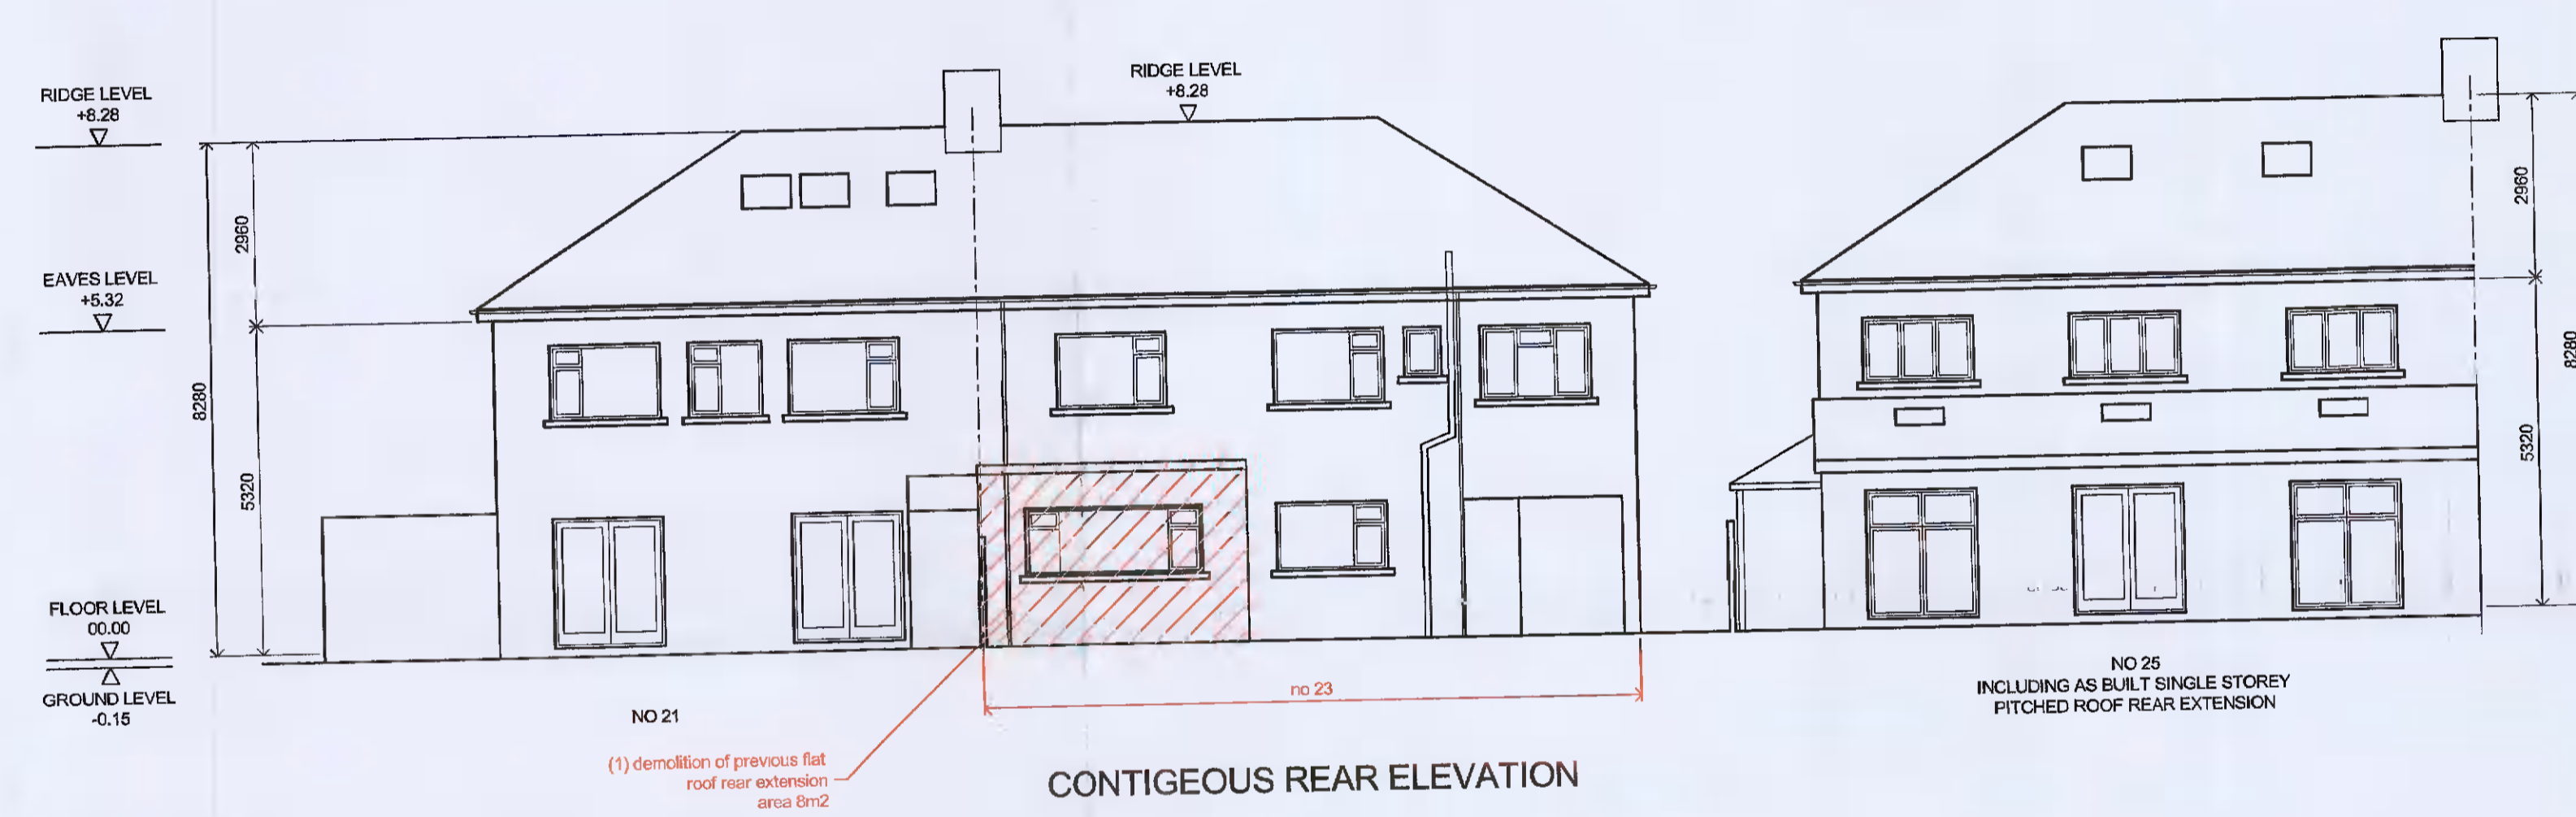 RIDGE LEVEL
+8.28
RIDGE LEVEL
+8.28
2960
2960
EAVES LEVEL
+5.32
8280
5320
8280
5320
FLOOR LEVEL
00.00
GROUND LEVEL
-0.15
NO 21
no 23
NO 25
INCLUDING AS BUILT SINGLE STOREY
PITCHED ROOF REAR EXTENSION
(1) demolition of previous flat
roof rear extension
area 8m2
CONTIGEOUS REAR ELEVATION